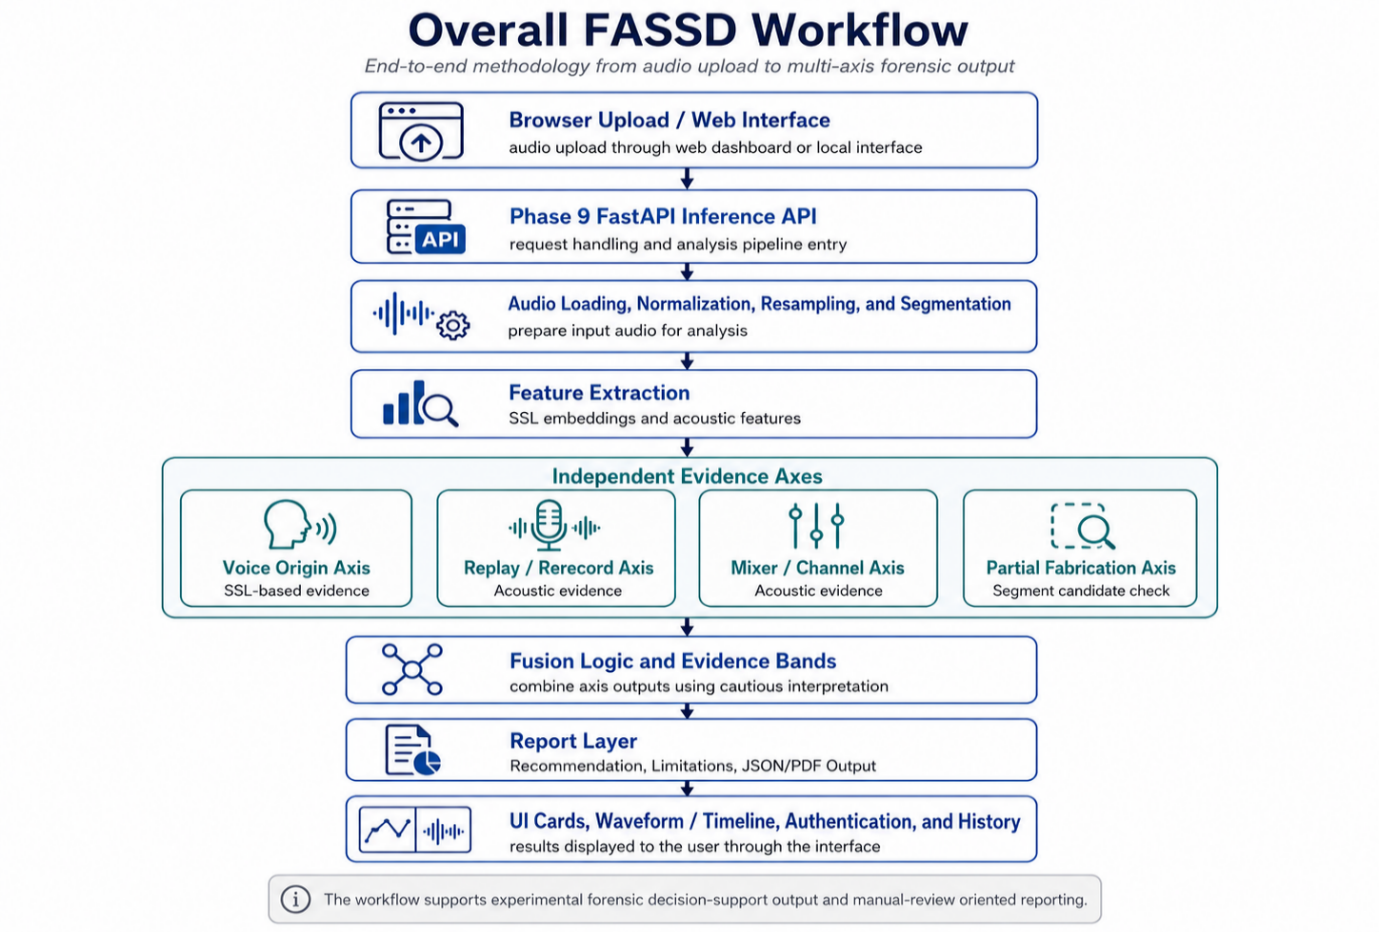 Overall FASSD Workflow
End-to-end methodology from audio upload to multi-axis forensic output
Browser Upload / Web Interface
audio upload through web dashboard or local interface
API
Phase 9 FastAPI Inference API
request handling and analysis pipeline entry
Audio Loading, Normalization, Resampling, and Segmentation
prepare input audio for analysis
Feature Extraction
SSL embeddings and acoustic features
Independent Evidence Axes
Voice Origin Axis
SSL-based evidence
Replay / Rerecord Axis
Acoustic evidence
Mixer / Channel Axis
Acoustic evidence
Partial Fabrication Axis
Segment candidate check
Fusion Logic and Evidence Bands
combine axis outputs using cautious interpretation
Report Layer
Recommendation, Limitations, JSON/PDF Output
UI Cards, Waveform / Timeline, Authentication, and History
results displayed to the user through the interface
i
The workflow supports experimental forensic decision-support output and manual-review oriented reporting.